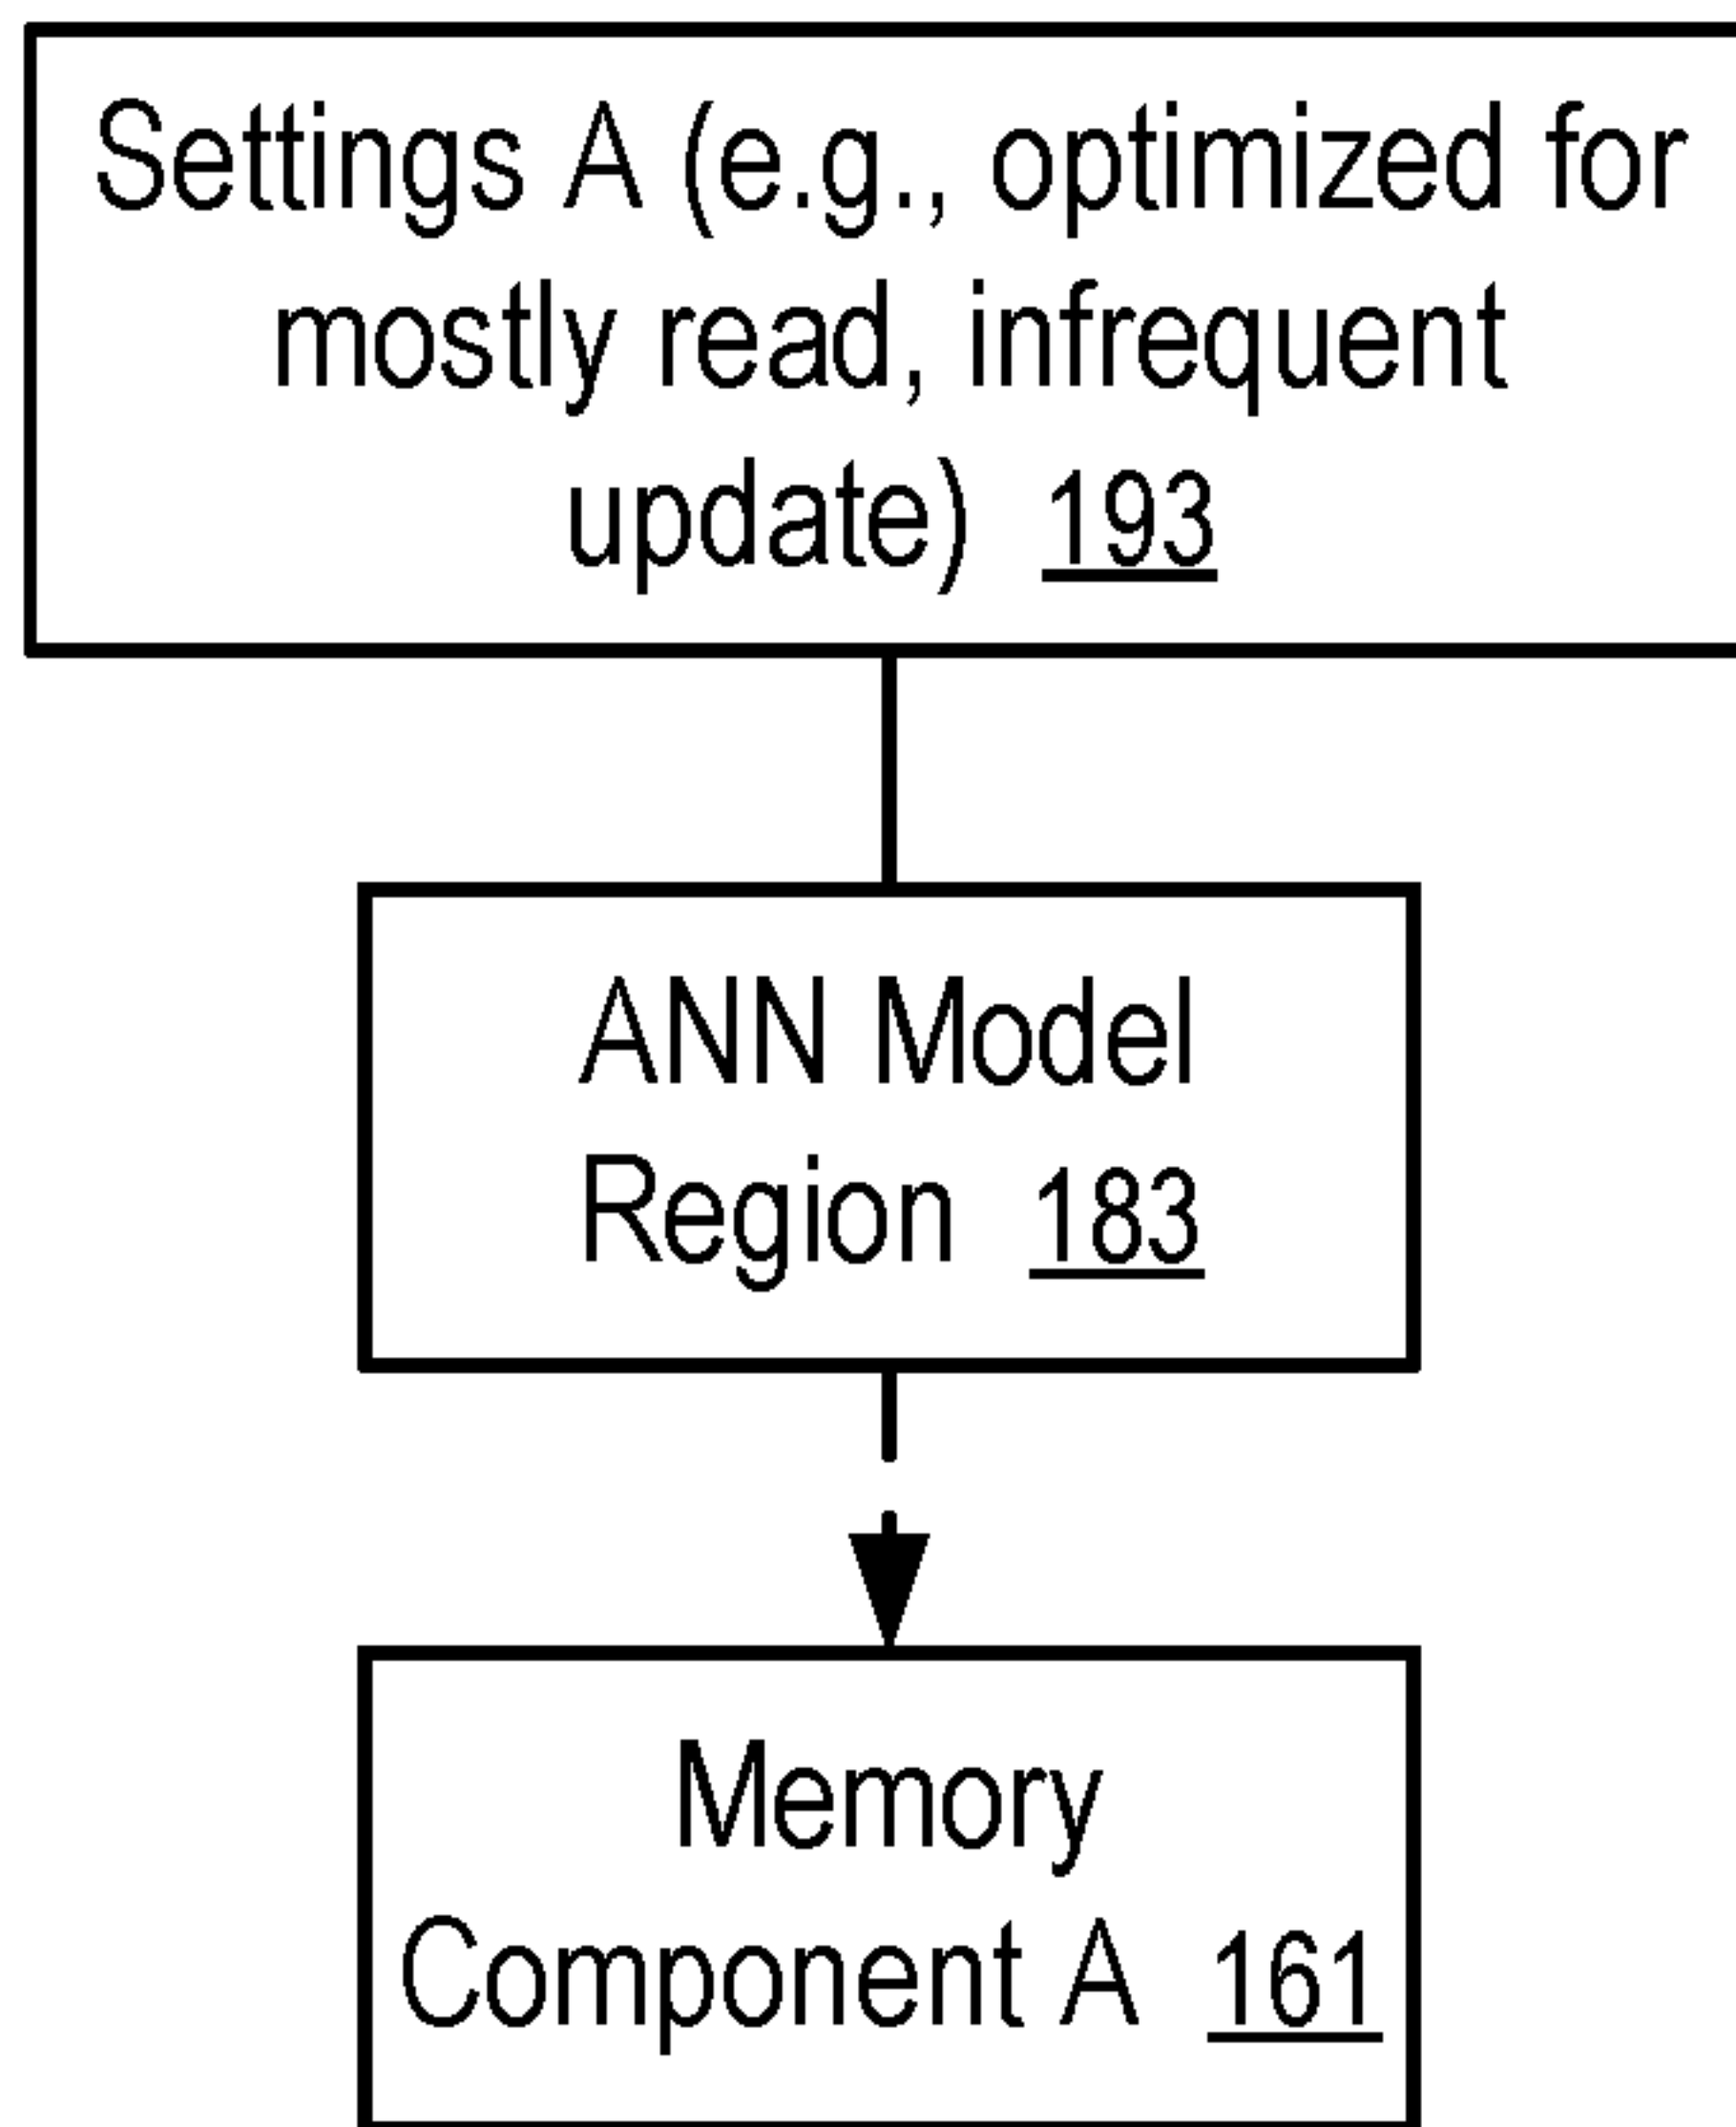 Settings A (e.g., optimized for
mostly read, infrequent
update) 193
ANN Model
Region 183
Memory
Component A 161